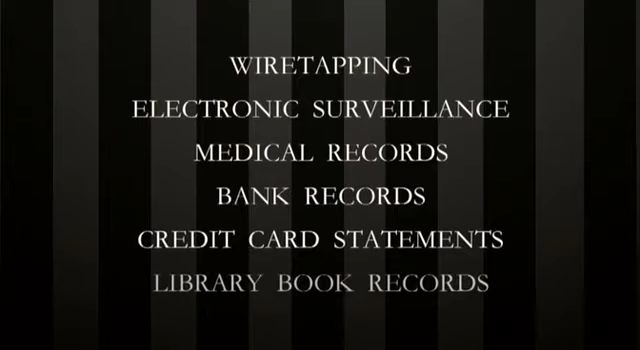 WIRETAPPING
ELECTRONIC SURVEILLANCE
MEDICAL RECORDS
BANK RECORDS
CREDIT CARD STATEMENTS
LIBRARY BOOK RECORDS